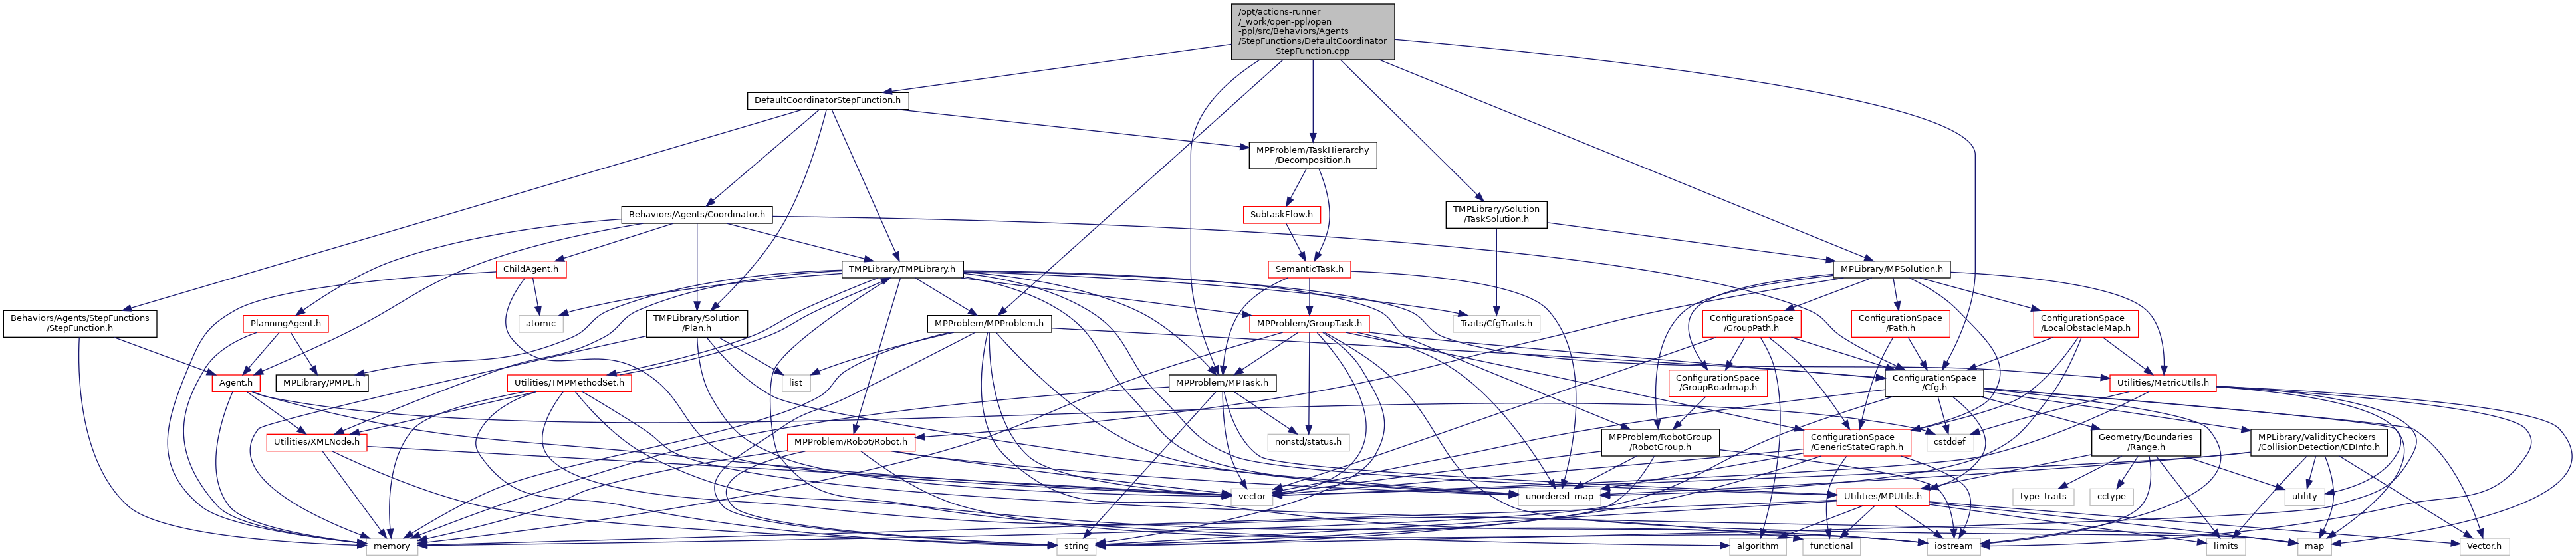 /opt/actions-runner
/_work/open-ppl/open
-ppl/src/Behaviors/Agents
/StepFunctions/DefaultCoordinator
StepFunction.cpp
DefaultCoordinatorStepFunction.h
MPProblem/TaskHierarchy
/Decomposition.h
Behaviors/Agents/Coordinator.h
SubtaskFlow.h
TMPLibrary/Solution
/TaskSolution.h
ChildAgent.h
TMPLibrary/TMPLibrary.h
SemanticTask.h
MPLibrary/MPSolution.h
Behaviors/Agents/StepFunctions
/StepFunction.h
PlanningAgent.h
atomic
TMPLibrary/Solution
/Plan.h
MPProblem/MPProblem.h
MPProblem/GroupTask.h
Traits/CfgTraits.h
ConfigurationSpace
/GroupPath.h
ConfigurationSpace
/Path.h
ConfigurationSpace
/LocalObstacleMap.h
Agent.h
MPLibrary/PMPL.h
Utilities/TMPMethodSet.h
list
MPProblem/MPTask.h
ConfigurationSpace
/GroupRoadmap.h
ConfigurationSpace
/Cfg.h
Utilities/MetricUtils.h
Utilities/XMLNode.h
MPProblem/Robot/Robot.h
nonstd/status.h
MPProblem/RobotGroup
/RobotGroup.h
ConfigurationSpace
/GenericStateGraph.h
cstddef
Geometry/Boundaries
/Range.h
MPLibrary/ValidityCheckers
/CollisionDetection/CDInfo.h
vector
unordered_map
Utilities/MPUtils.h
type_traits
cctype
utility
memory
string
algorithm
functional
iostream
limits
map
Vector.h